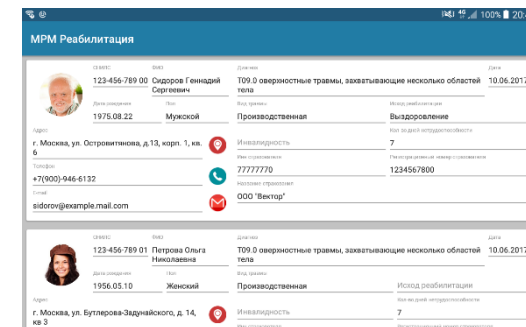 4G 100% 20:4
МРМ Реабилитация
СНИЛС ФИО Диагноз Дата
123-456-789 00 Сидоров Геннадий Сергеевич T09.0 оверхностные травмы, захватывающие несколько областей тела 10.06.2017
Дата рождения Пол Вид травмы Исход реабилитации
1975.08.22 Мужской Производственная Выздоровление
Адрес Кол-во дней нетрудоспособности
г. Москва, ул. Островитянова, д.13, корп. 1, кв. 6 Инвалидность 7
Телефон Регистрационный номер страхователя
+7(900)-946-6132 77777770 1234567800
E-mail Название страхователя
sidorov@example.mail.com ООО "Вектор"
СНИЛС ФИО Диагноз Дата
123-456-789 01 Петрова Ольга Николаевна T09.0 оверхностные травмы, захватывающие несколько областей тела 10.06.2017
Дата рождения Пол Вид травмы
1956.05.10 Женский Производственная Исход реабилитации
Адрес Кол-во дней нетрудоспособности
г. Москва, ул. Бутлерова-Задунайского, д. 14, кв 3 Инвалидность 7